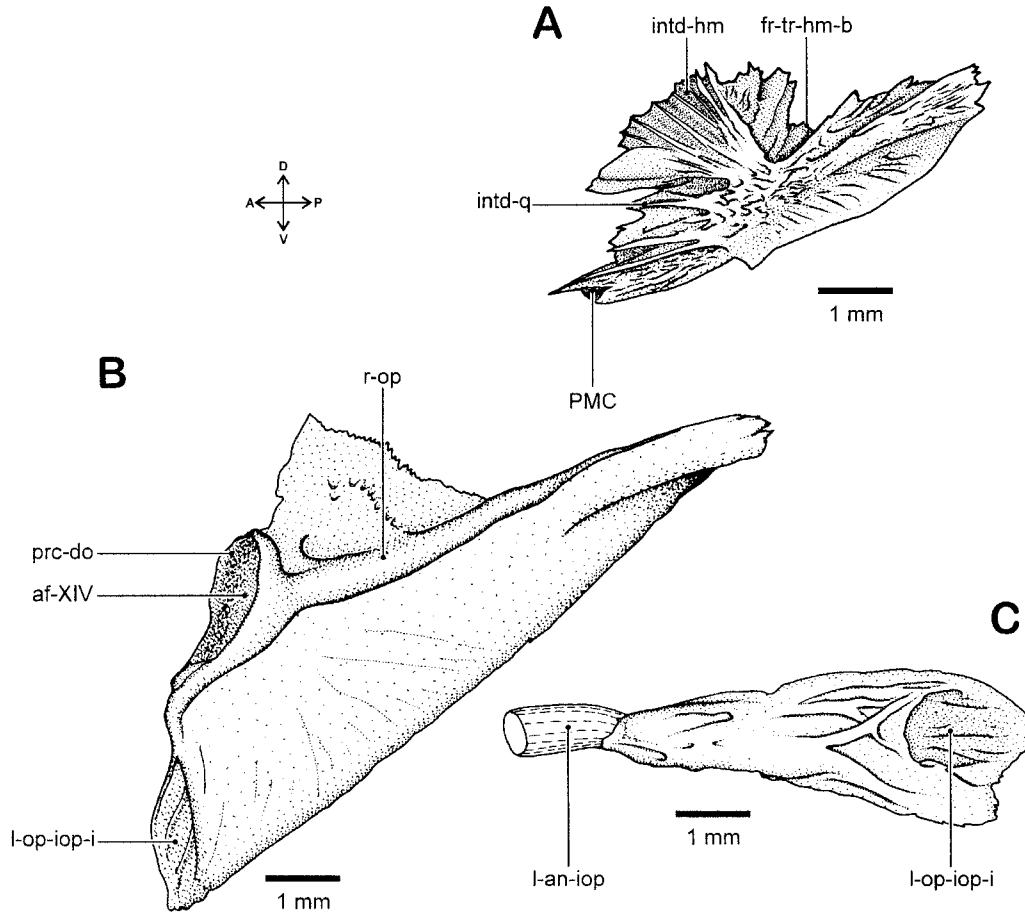 A
intd-hm
fr-tr-hm-b
D
A
P
V
intd-q
1 mm
PMC
B
r-op
prc-do
af-XIV
C
l-op-iop-i
1 mm
1 mm
l-an-iop
l-op-iop-i